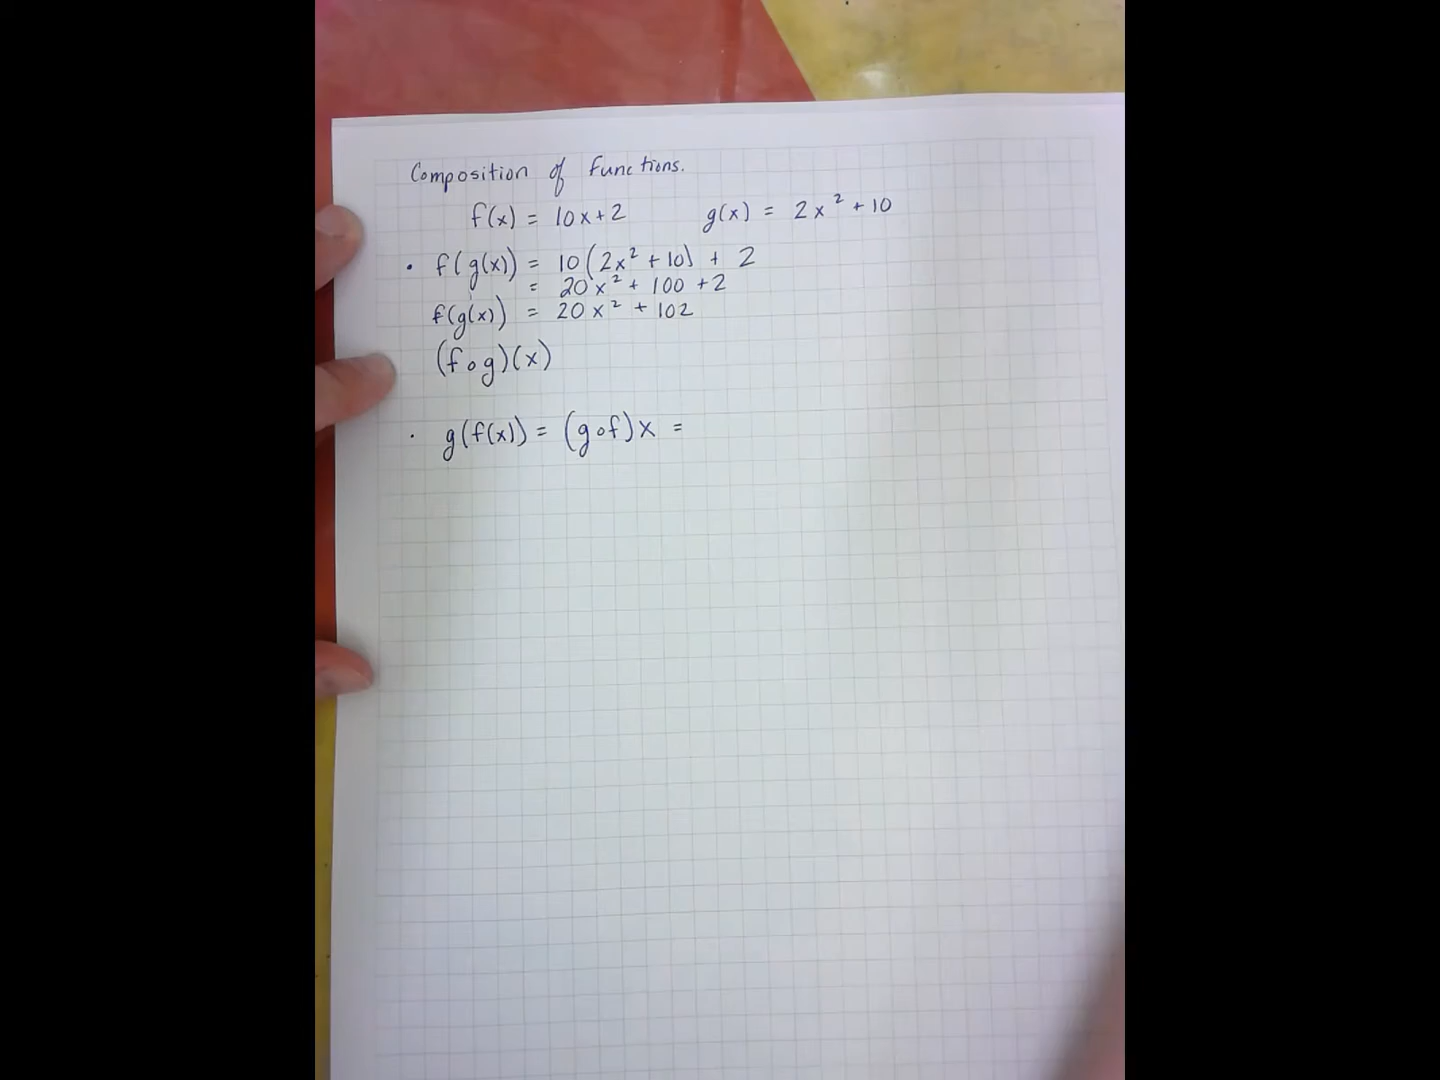 Composition of Functions.
f(x) = 10x+2 g(x) = 2x² + 10
• f(g(x)) = 10(2x² + 10) + 2
= 20x² + 100 + 2
f(g(x)) = 20x² + 102
(f∘g)(x)
• g(f(x)) = (g∘f)x =